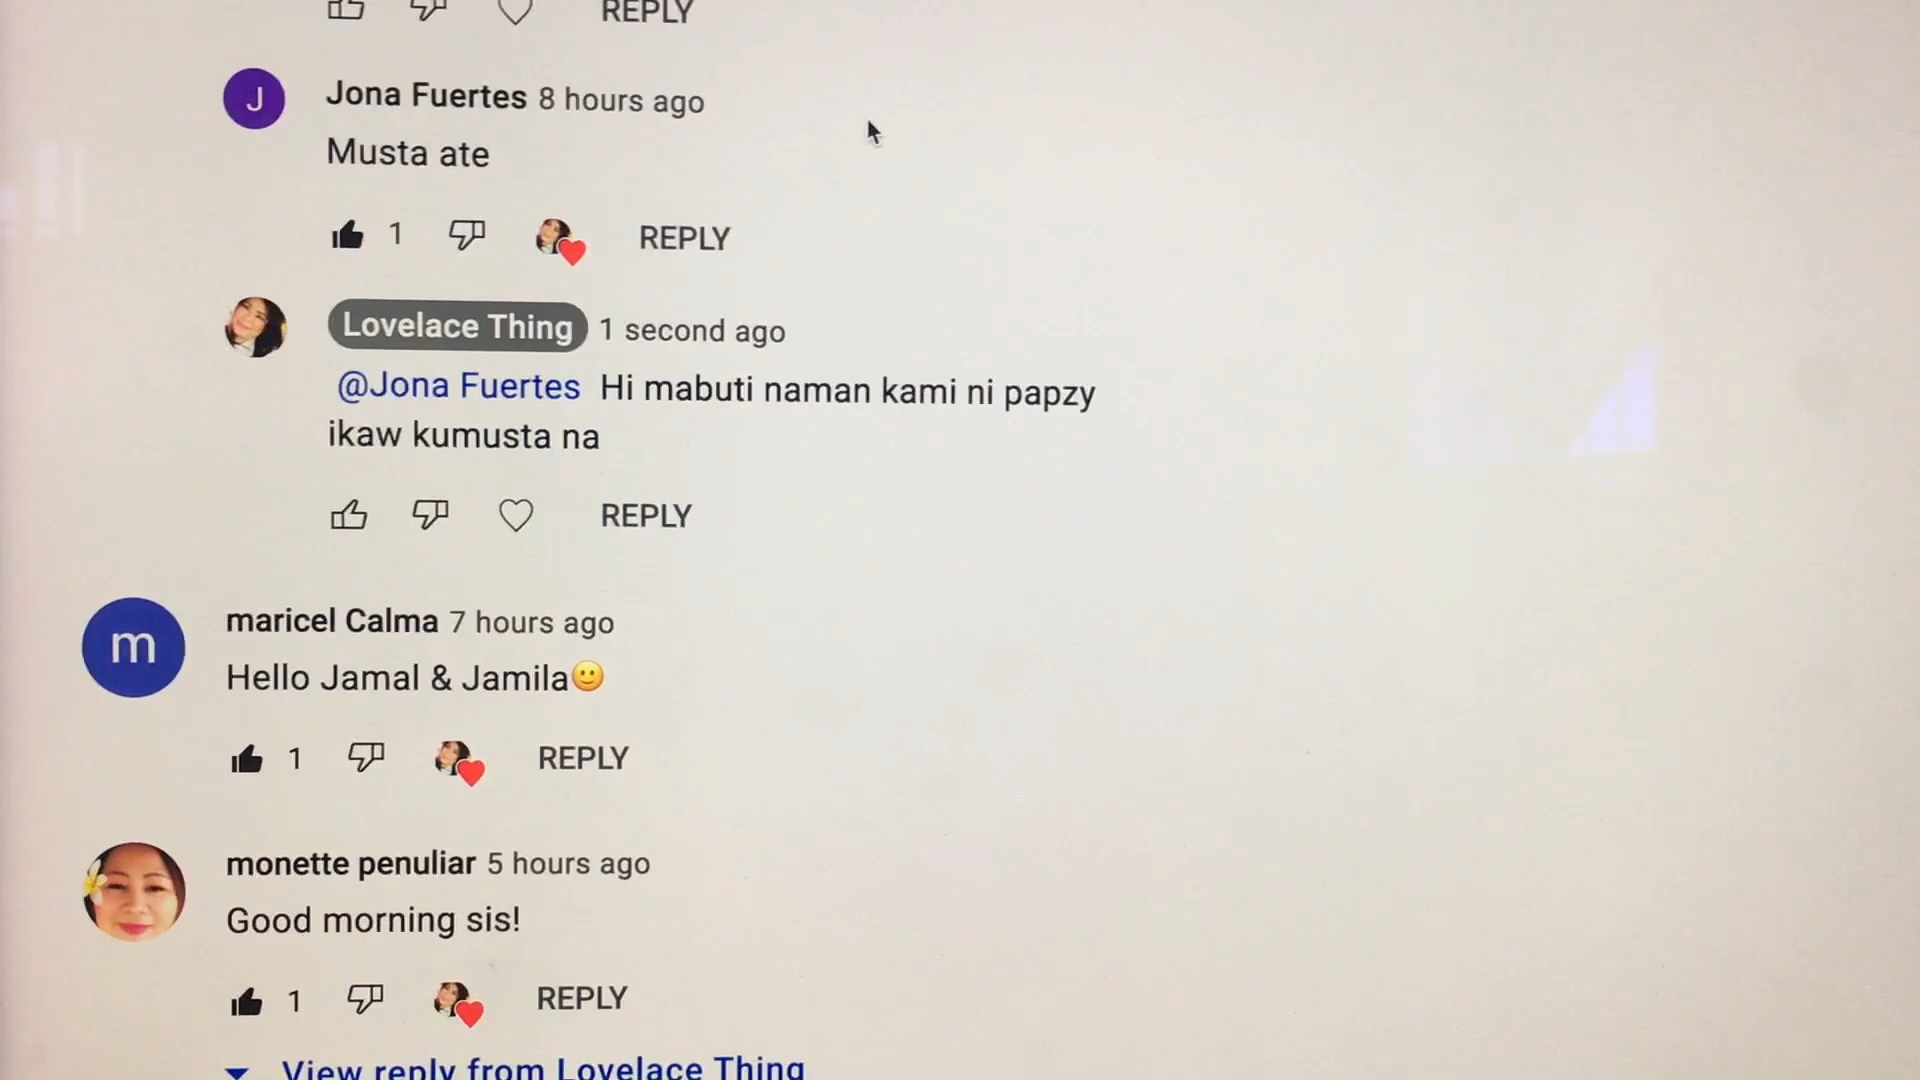 REPLY
J
Jona Fuertes 8 hours ago
Musta ate
1 REPLY
Lovelace Thing 1 second ago
@Jona Fuertes Hi mabuti naman kami ni papzy
ikaw kumusta na
REPLY
m
maricel Calma 7 hours ago
Hello Jamal & Jamila🙂
1 REPLY
monette penuliar 5 hours ago
Good morning sis!
1 REPLY
View reply from Lovelace Thing